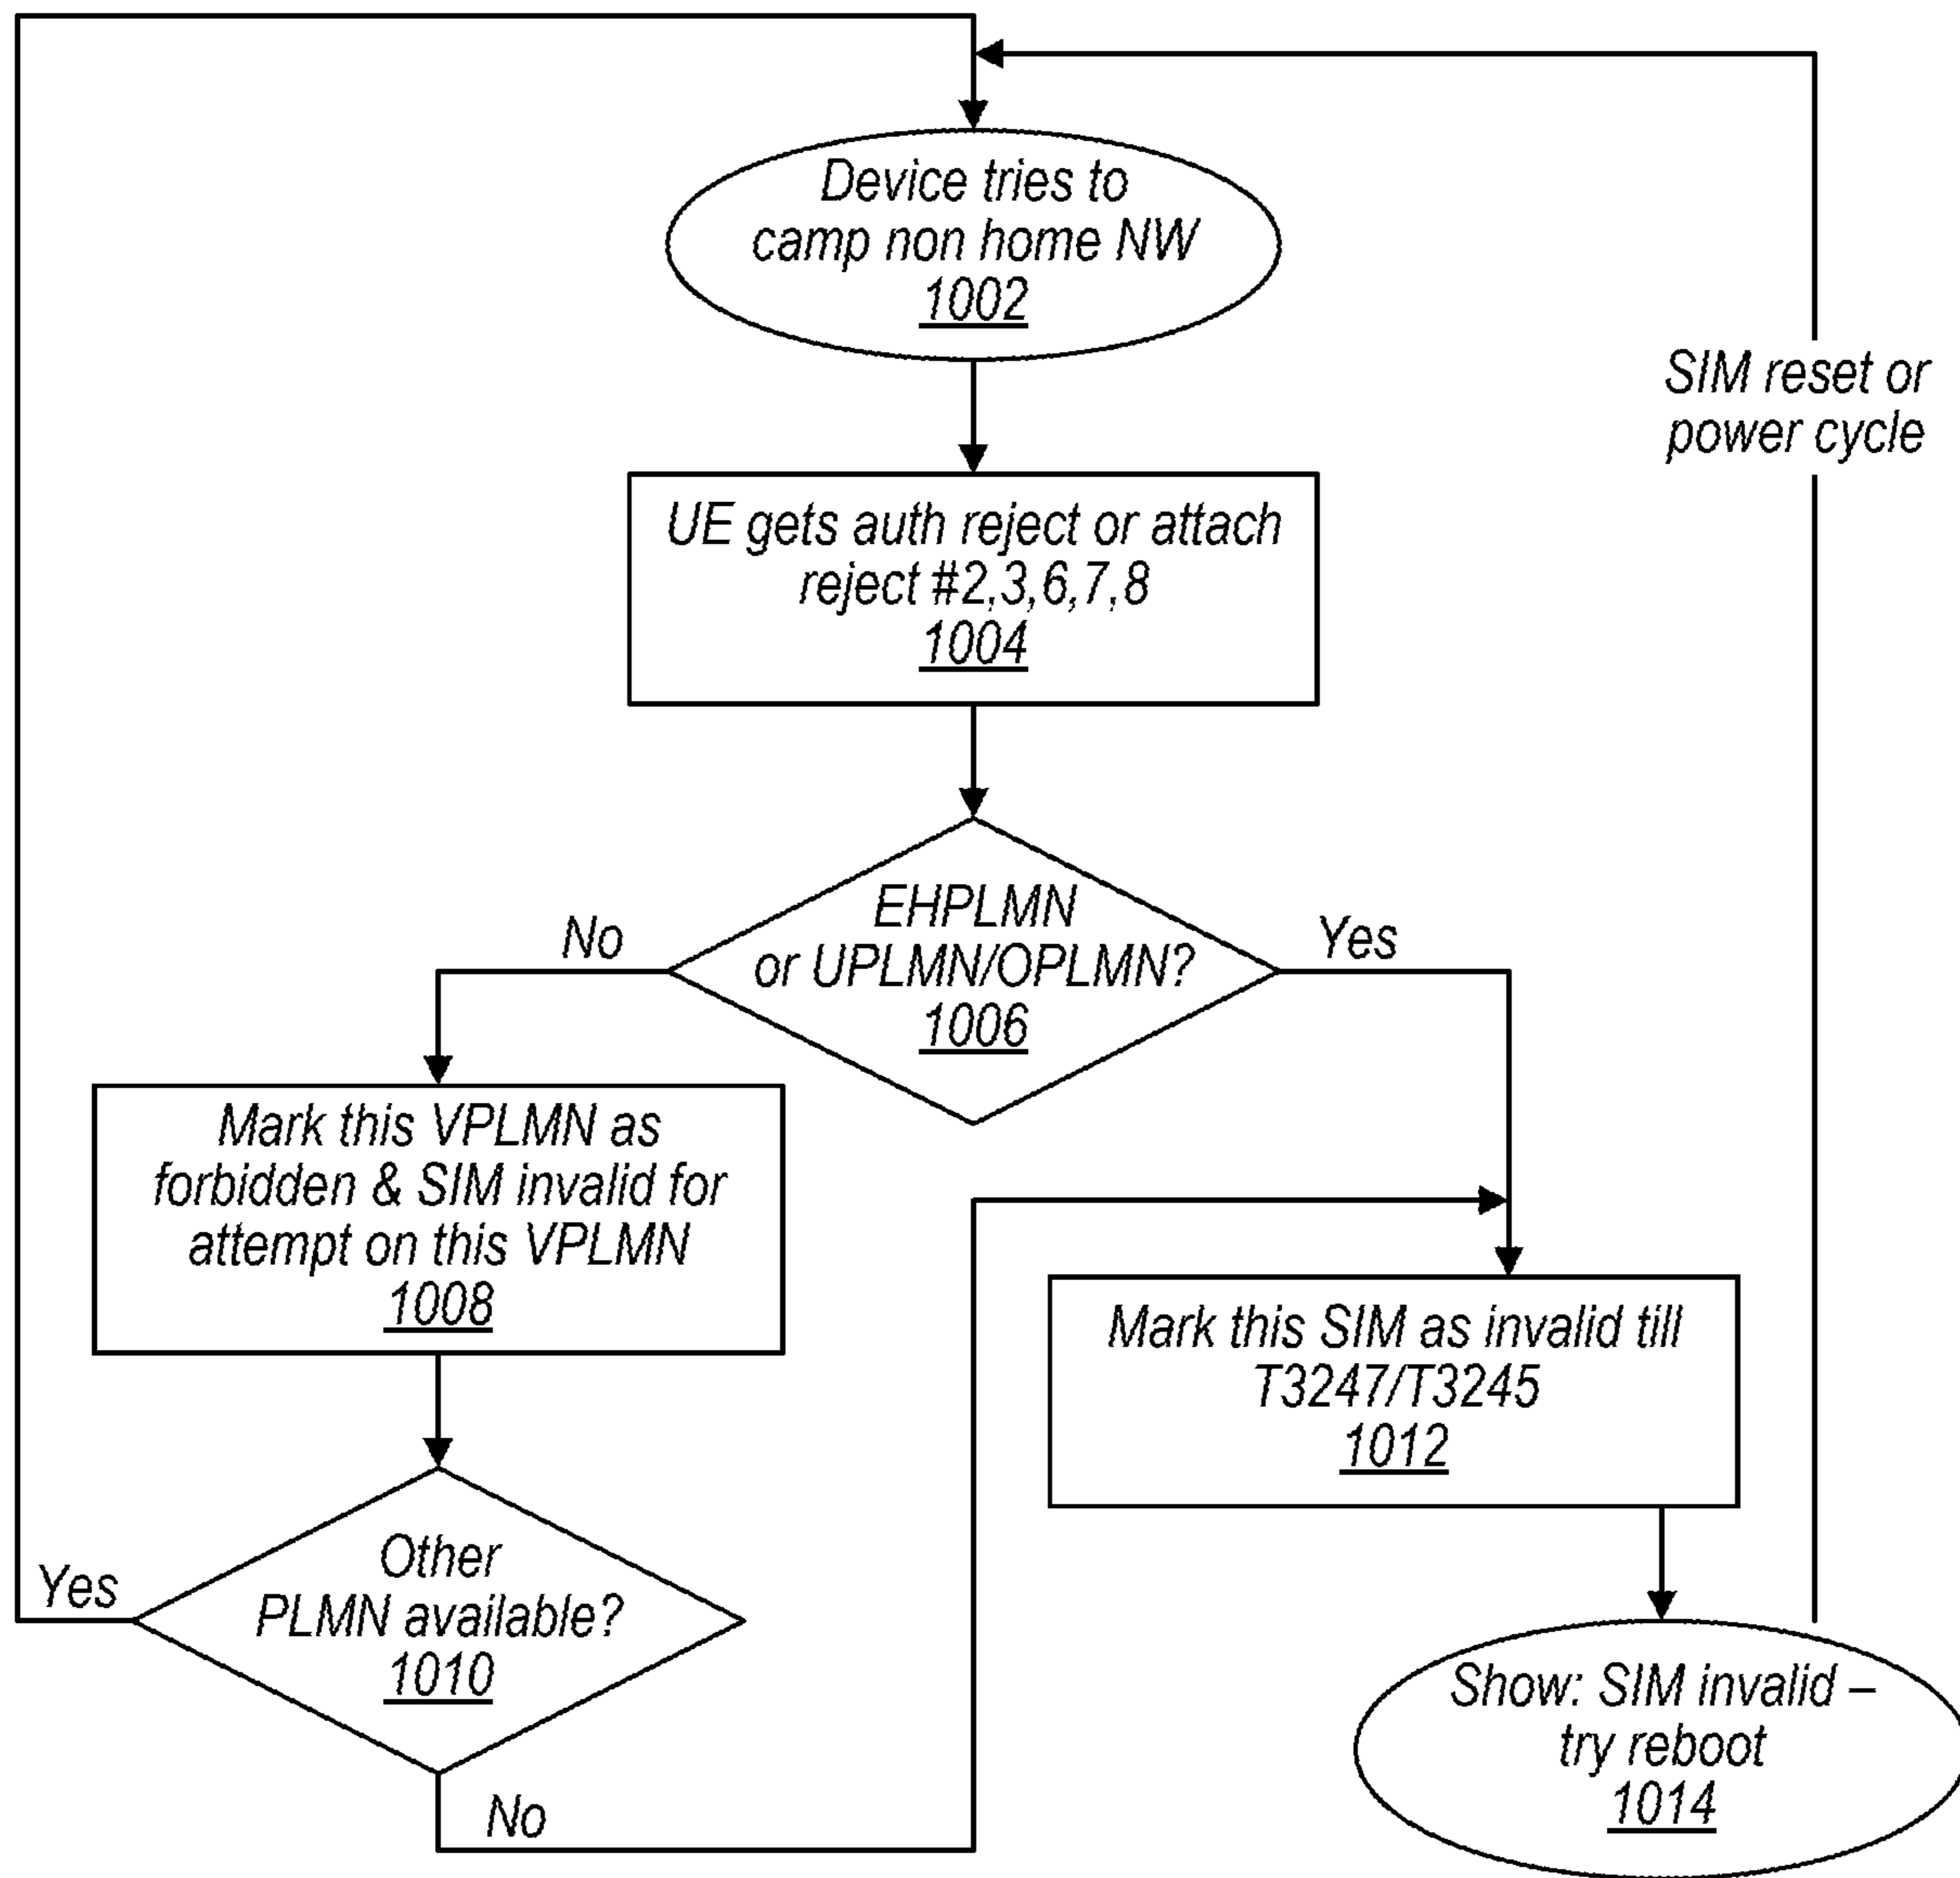 Device tries to
camp non home NW
1002
SIM reset or
power cycle
UE gets auth reject or attach
reject #2,3,6,7,8
1004
EHPLMN
or UPLMN/OPLMN?
1006
No
Yes
Mark this VPLMN as
forbidden & SIM invalid for
attempt on this VPLMN
1008
Mark this SIM as invalid till
T3247/T3245
1012
Other
PLMN available?
1010
Yes
No
Show: SIM invalid –
try reboot
1014